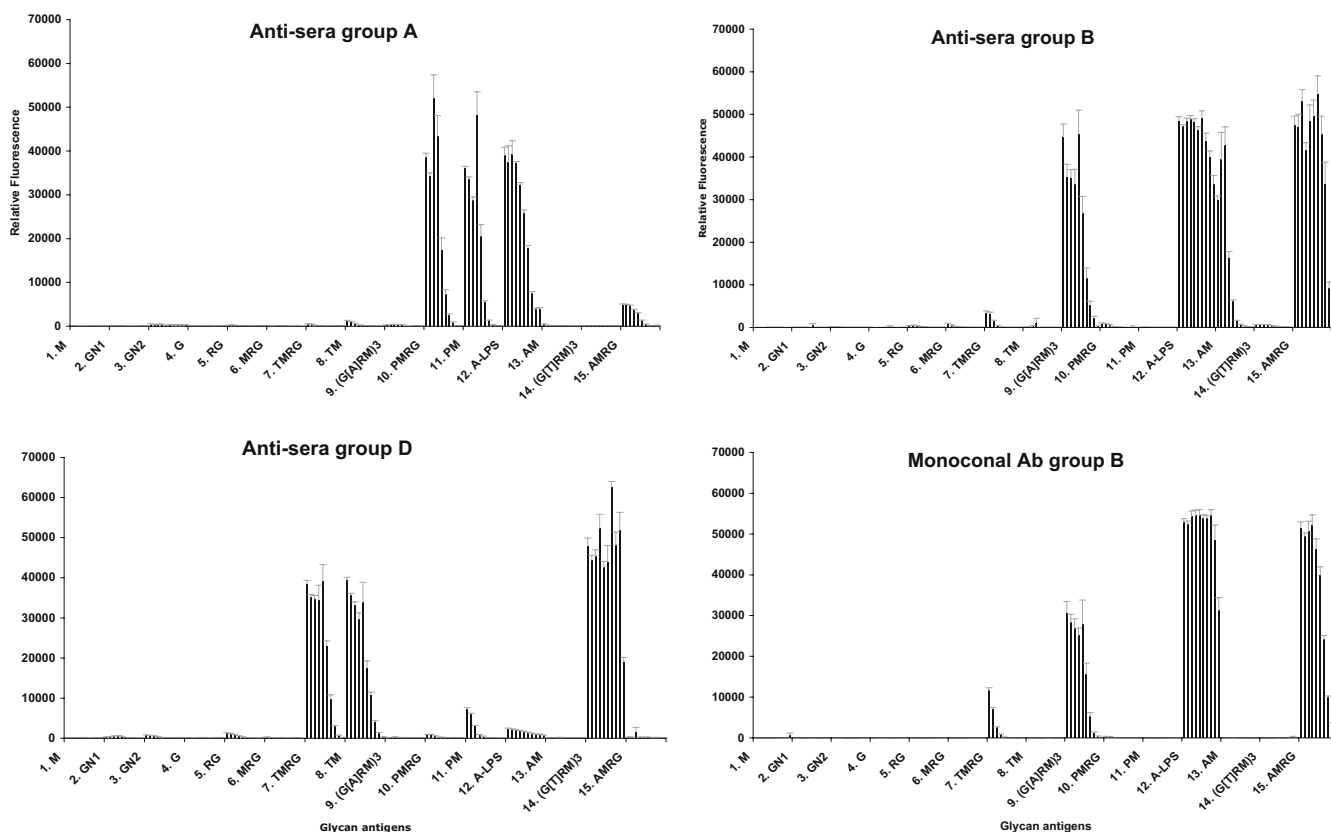 Anti-sera group A
Relative Fluorescence
70000
60000
50000
40000
30000
20000
10000
0
1. M
2. GN1
3. GN2
4. G
5. RG
6. MRG
7. TMRG
8. TM
9. (G[A]RM)3
10. PMRG
11. PM
12. A-LPS
13. AM
14. (G[T]RM)3
15. AMRG
Anti-sera group B
Relative Fluorescence
70000
60000
50000
40000
30000
20000
10000
0
1. M
2. GN1
3. GN2
4. G
5. RG
6. MRG
7. TMRG
8. TM
9. (G[A]RM)3
10. PMRG
11. PM
12. A-LPS
13. AM
14. (G[T]RM)3
15. AMRG
Anti-sera group D
70000
60000
50000
40000
30000
20000
10000
0
1. M
2. GN1
3. GN2
4. G
5. RG
6. MRG
7. TMRG
8. TM
9. (G[A]RM)3
10. PMRG
11. PM
12. A-LPS
13. AM
14. (G[T]RM)3
15. AMRG
Glycan antigens
Monoconal Ab group B
70000
60000
50000
40000
30000
20000
10000
0
1. M
2. GN1
3. GN2
4. G
5. RG
6. MRG
7. TMRG
8. TM
9. (G[A]RM)3
10. PMRG
11. PM
12. A-LPS
13. AM
14. (G[T]RM)3
15. AMRG
Glycan antigens